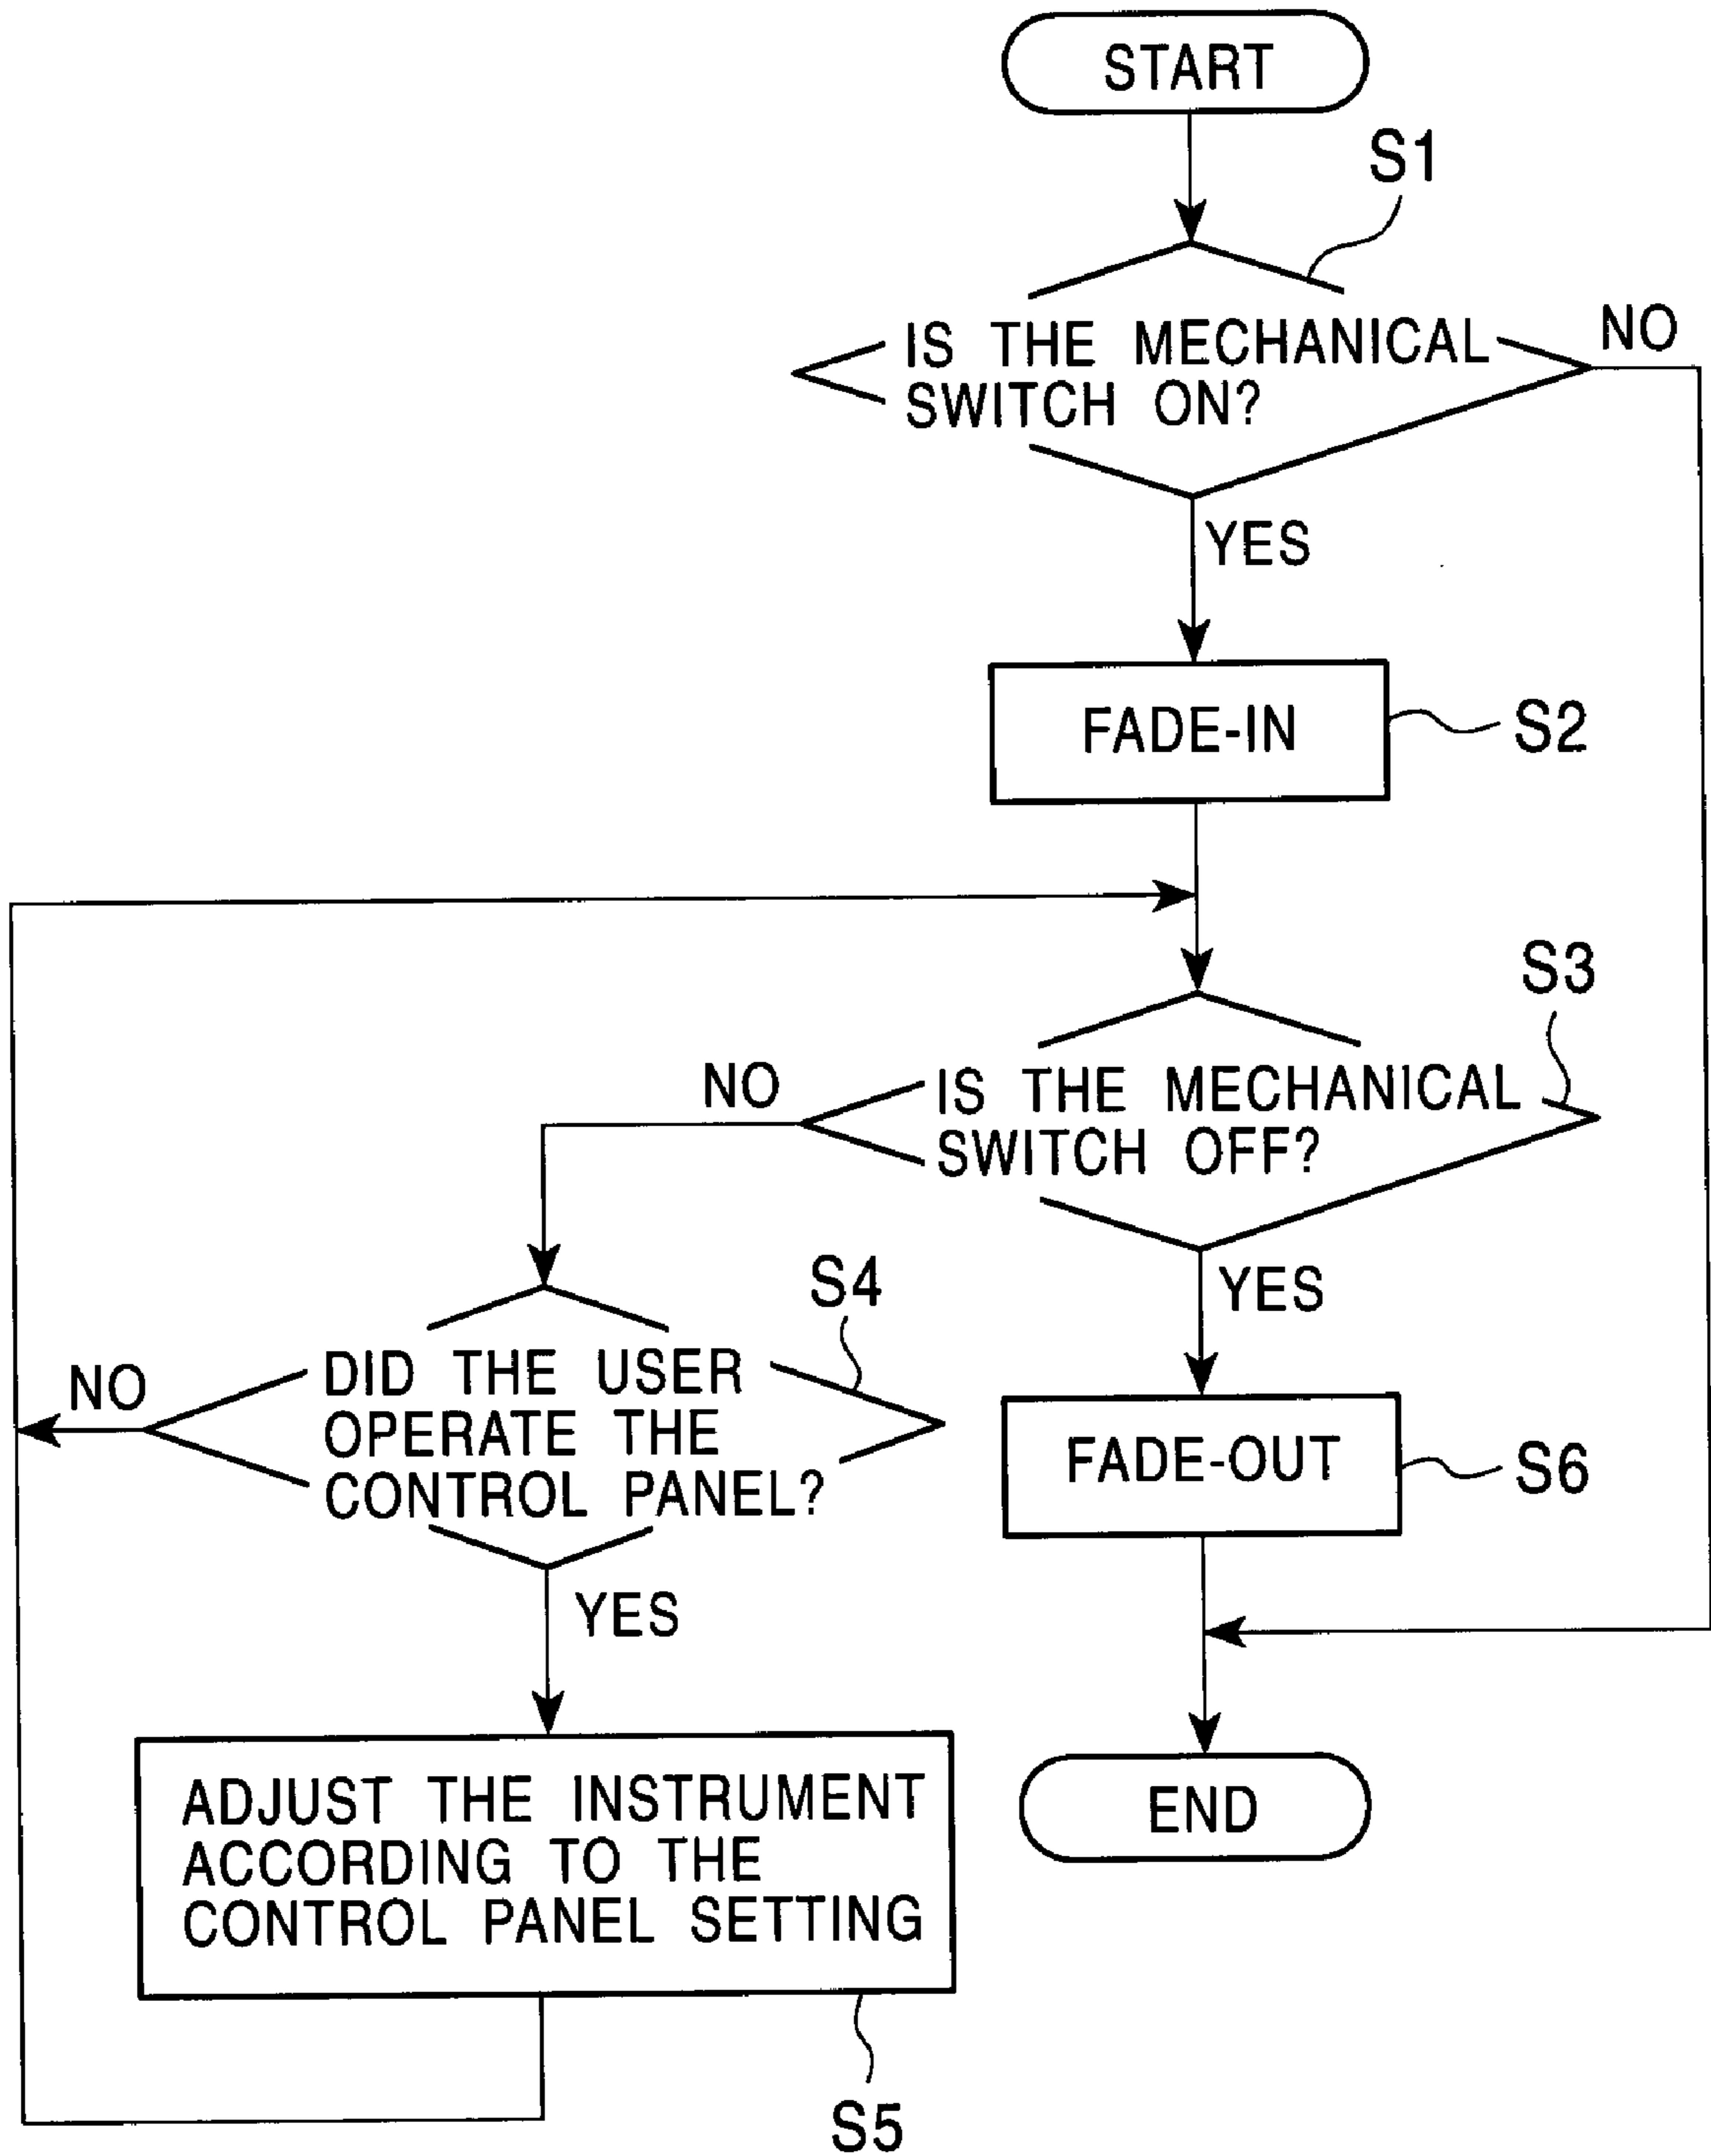 START
S1
IS THE MECHANICAL
SWITCH ON?
NO
YES
FADE-IN
S2
S3
NO
IS THE MECHANICAL
SWITCH OFF?
YES
S4
NO
DID THE USER
OPERATE THE
CONTROL PANEL?
YES
FADE-OUT
S6
ADJUST THE INSTRUMENT
ACCORDING TO THE
CONTROL PANEL SETTING
END
S5